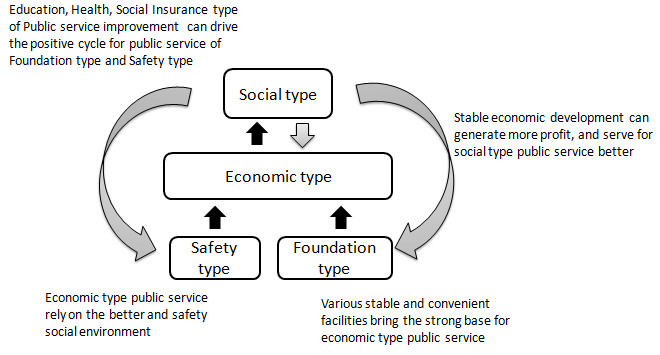 Education, Health, Social Insurance type
of Public service improvement can drive
the positive cycle for public service of
Foundation type and Safety type
Social type
Stable economic development can
generate more profit, and serve for
social type public service better
Economic type
Safety
type
Foundation
type
Economic type public service
rely on the better and safety
social environment
Various stable and convenient
facilities bring the strong base for
economic type public service